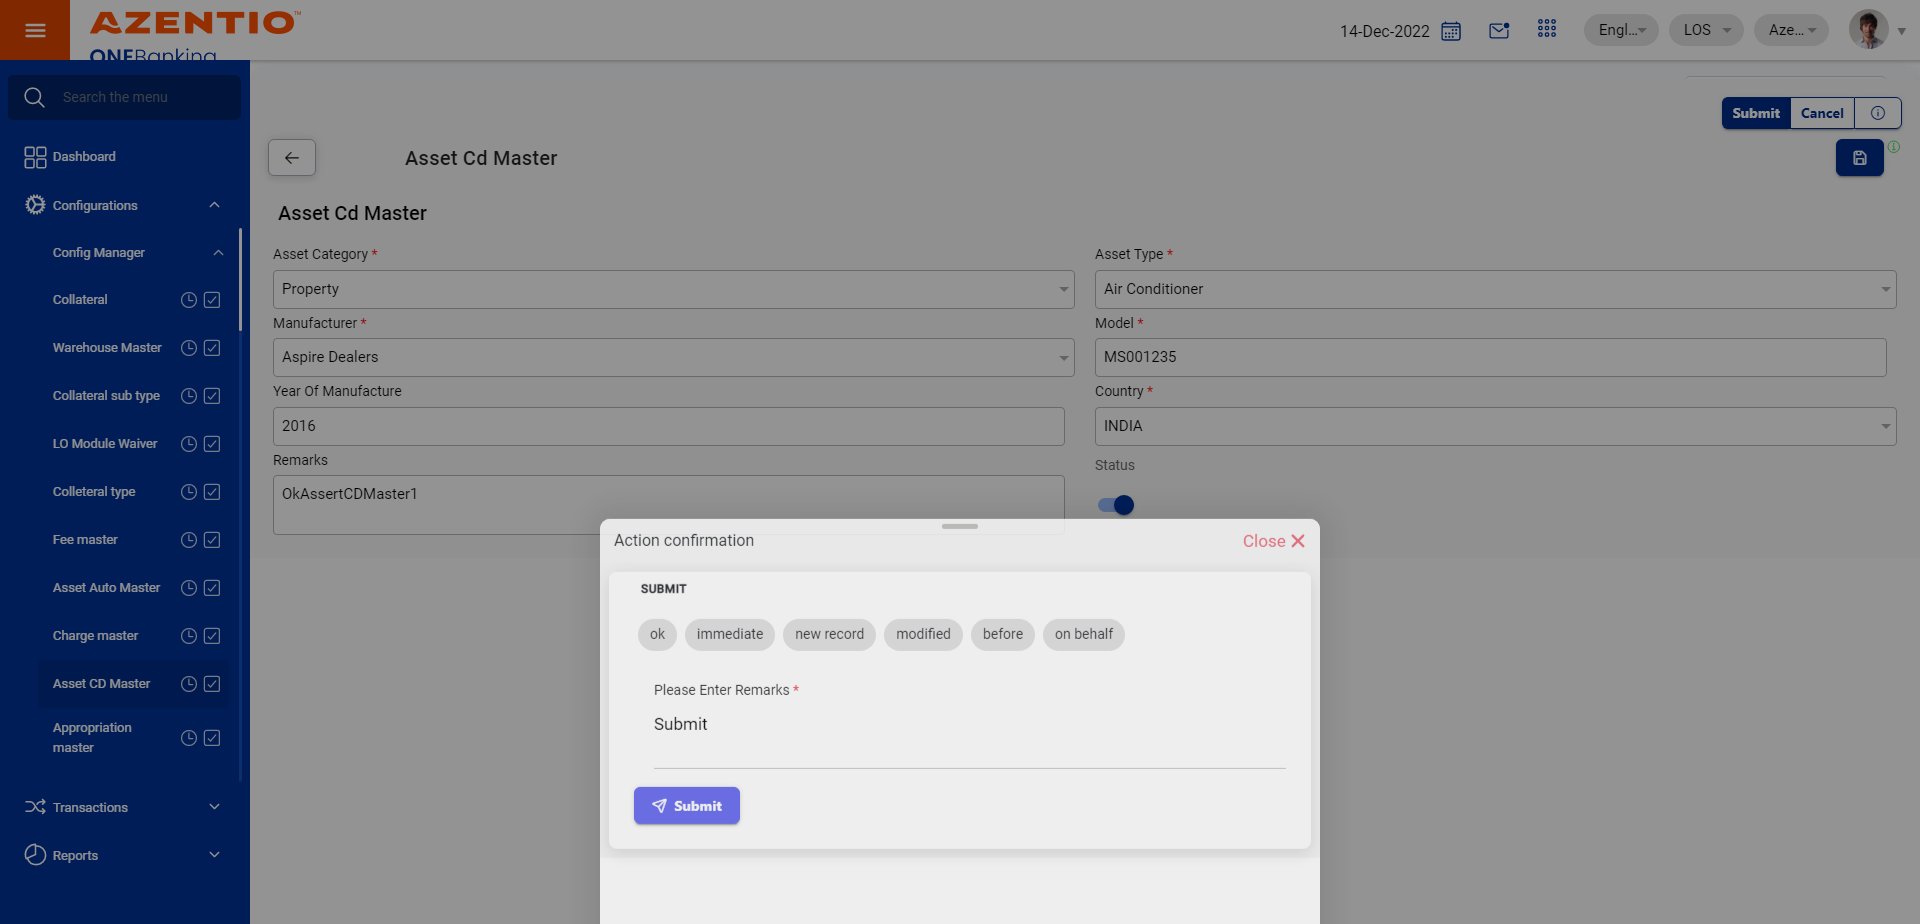 AZENTIO™
ONEBanking
14-Dec-2022
Engl...
LOS
Aze...
Search the menu
Dashboard
Configurations
Config Manager
Collateral
Warehouse Master
Collateral sub type
LO Module Waiver
Colleteral type
Fee master
Asset Auto Master
Charge master
Asset CD Master
Appropriation
master
Transactions
Reports
Submit
Cancel
Asset Cd Master
Asset Cd Master
Asset Category *
Property
Asset Type *
Air Conditioner
Manufacturer *
Aspire Dealers
Model *
MS001235
Year Of Manufacture
2016
Country *
INDIA
Remarks
OkAssertCDMaster1
Status
Action confirmation
Close
SUBMIT
ok
immediate
new record
modified
before
on behalf
Please Enter Remarks *
Submit
Submit